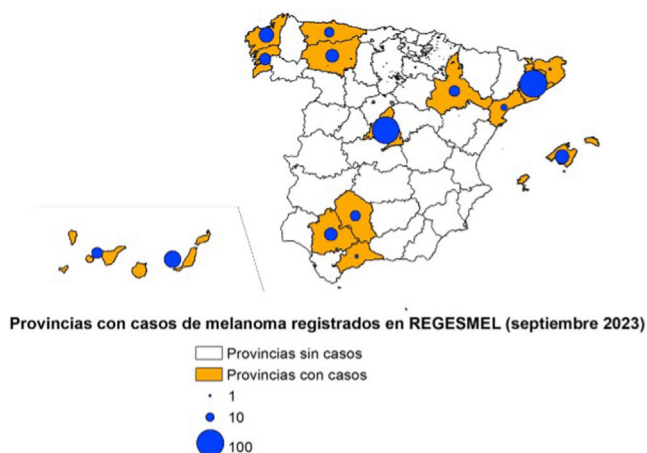 Provincias con casos de melanoma registrados en REGESMEL (septiembre 2023)
Provincias sin casos
Provincias con casos
1
10
100